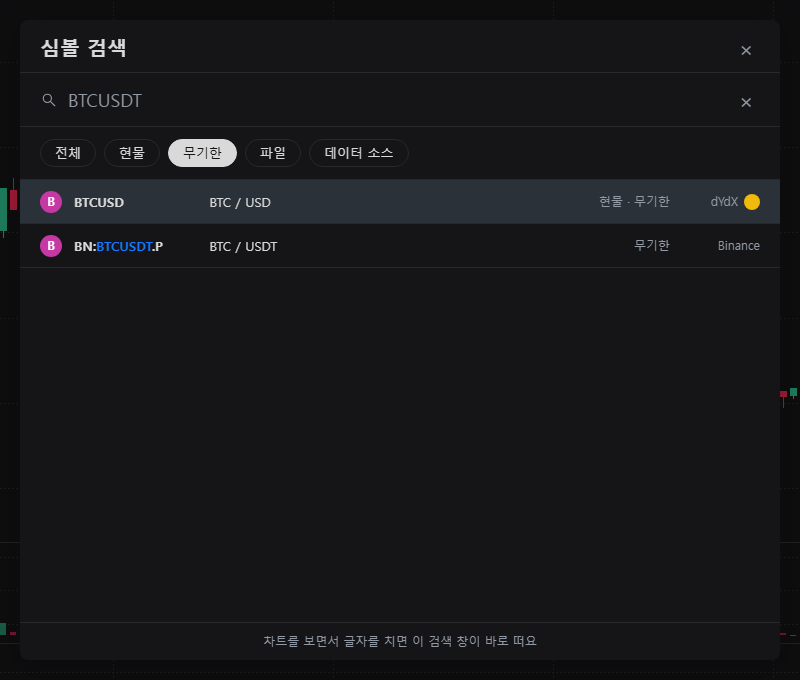 심볼 검색
BTCUSDT
전체 현물 무기한 파일 데이터 소스
B BTCUSD BTC / USD 현물 · 무기한 dYdX
B BN:BTCUSDT.P BTC / USDT 무기한 Binance
차트를 보면서 글자를 치면 이 검색 창이 바로 떠요